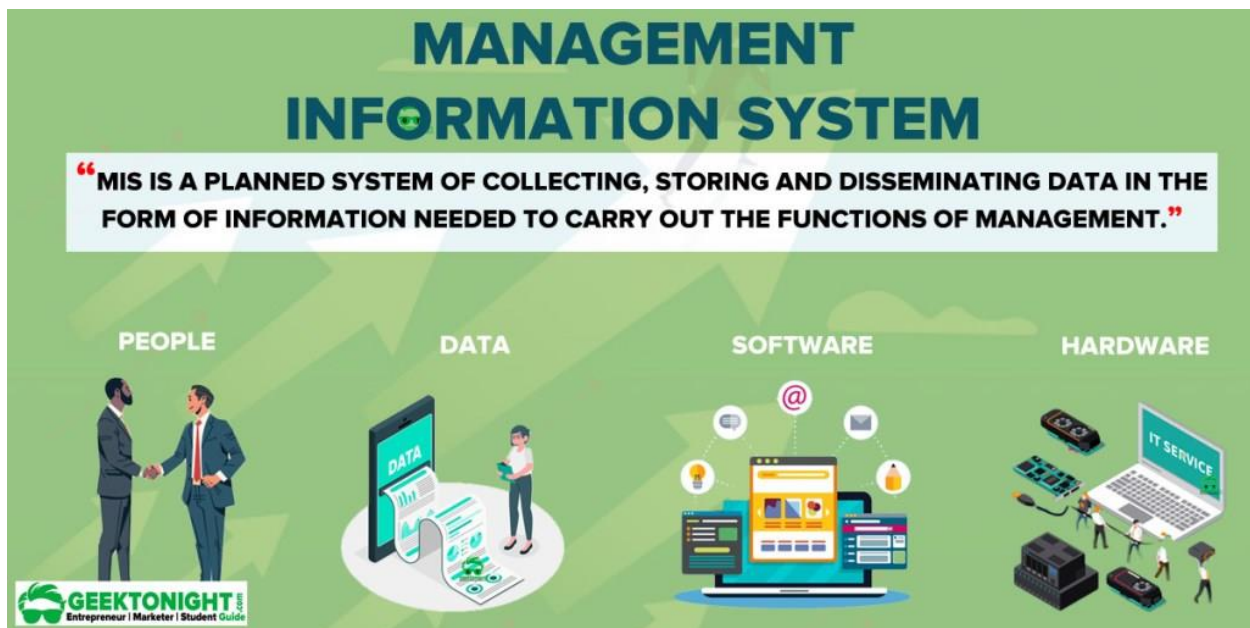 MANAGEMENT
INFORMATION SYSTEM
“MIS IS A PLANNED SYSTEM OF COLLECTING, STORING AND DISSEMINATING DATA IN THE
FORM OF INFORMATION NEEDED TO CARRY OUT THE FUNCTIONS OF MANAGEMENT.”
PEOPLE
DATA
SOFTWARE
HARDWARE
DATA
@
IT SERVICE
GEEKTONIGHT.com
Entrepreneur | Marketer | Student Guide